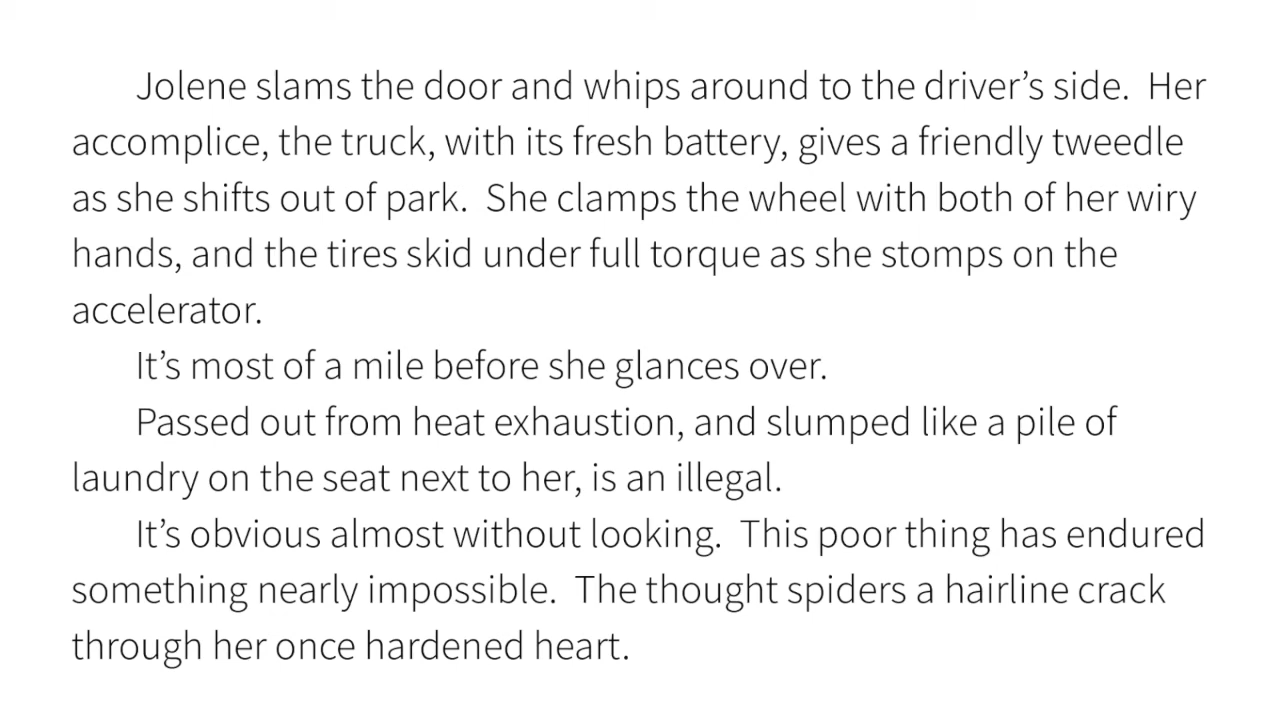 Jolene slams the door and whips around to the driver’s side.  Her
accomplice, the truck, with its fresh battery, gives a friendly tweedle
as she shifts out of park.  She clamps the wheel with both of her wiry
hands, and the tires skid under full torque as she stomps on the
accelerator.
It’s most of a mile before she glances over.
Passed out from heat exhaustion, and slumped like a pile of
laundry on the seat next to her, is an illegal.
It’s obvious almost without looking.  This poor thing has endured
something nearly impossible.  The thought spiders a hairline crack
through her once hardened heart.